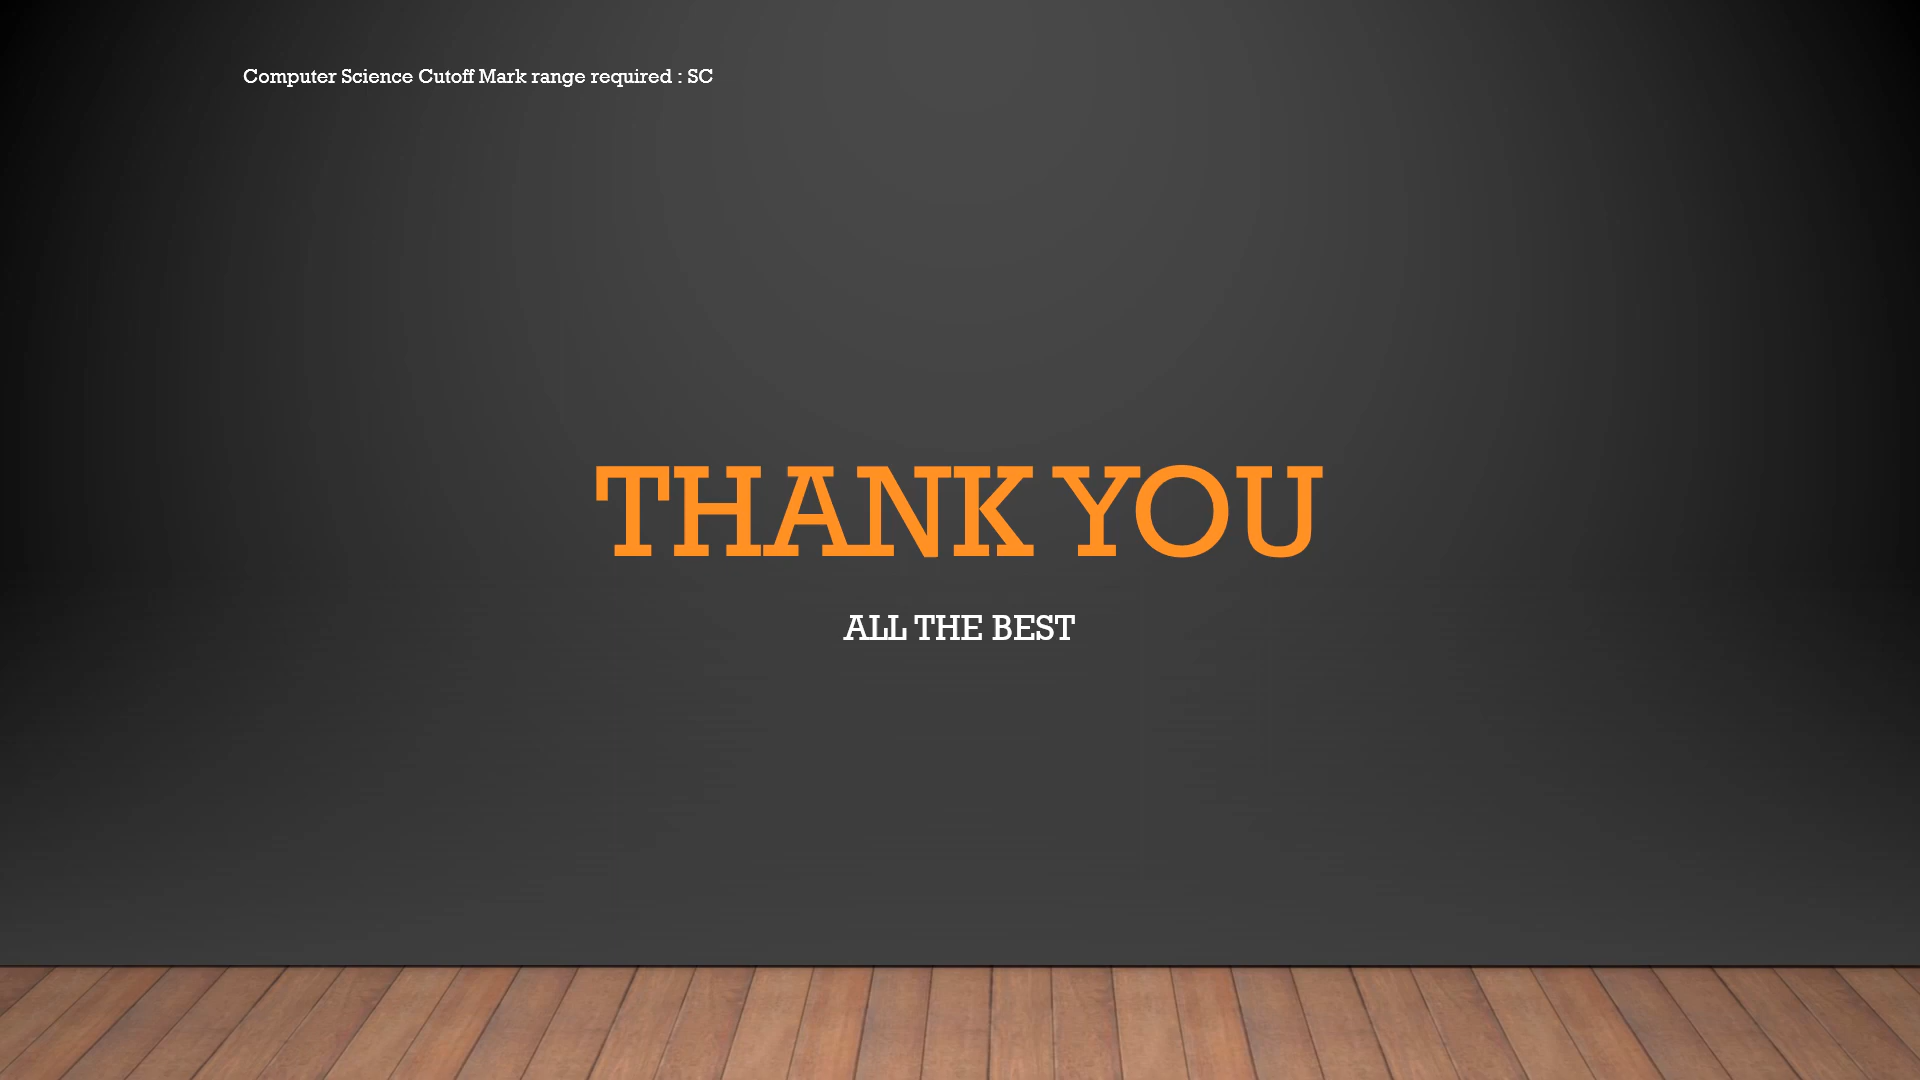 Computer Science Cutoff Mark range required : SC
THANK YOU
ALL THE BEST